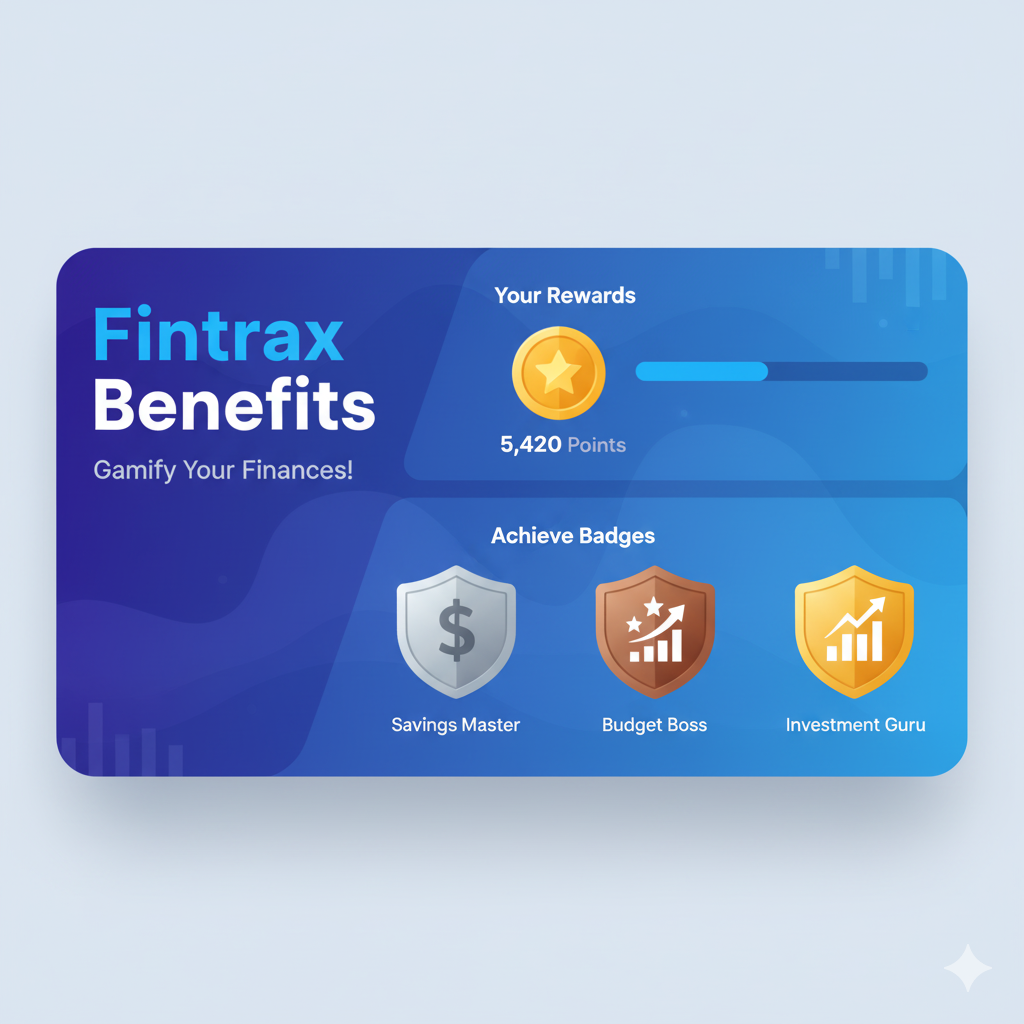 Fintrax
Benefits
Gamify Your Finances!
Your Rewards
5,420 Points
Achieve Badges
$
Savings Master
Budget Boss
Investment Guru